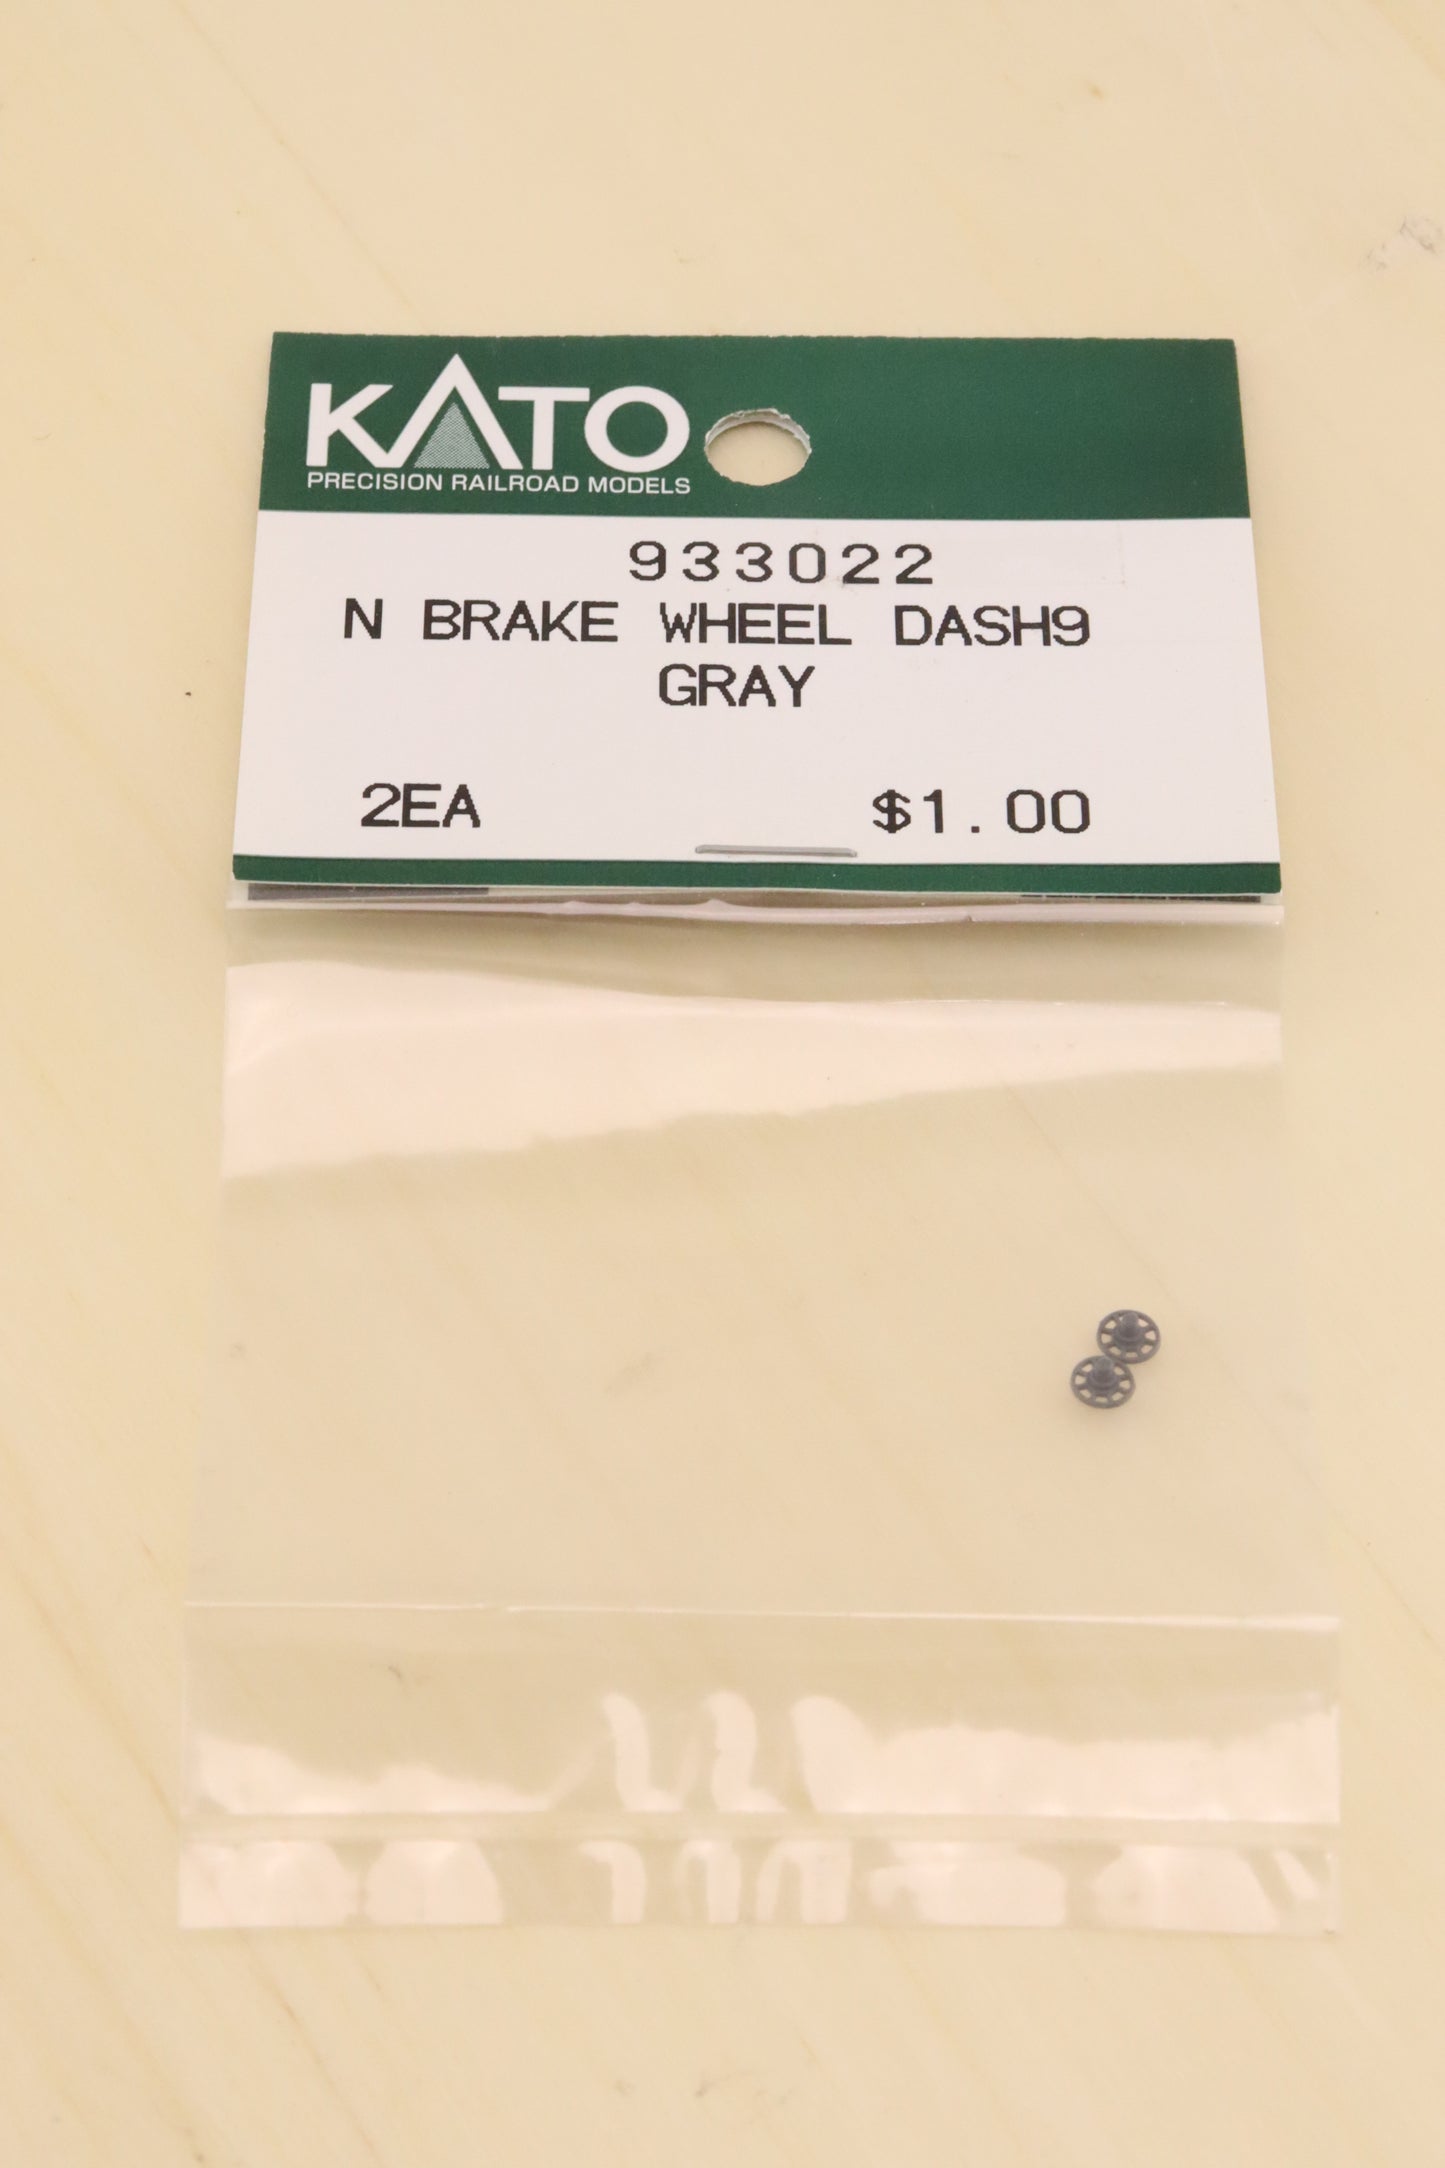 KATO
PRECISION RAILROAD MODELS
933022
N BRAKE WHEEL DASH9
GRAY
2EA $1.00